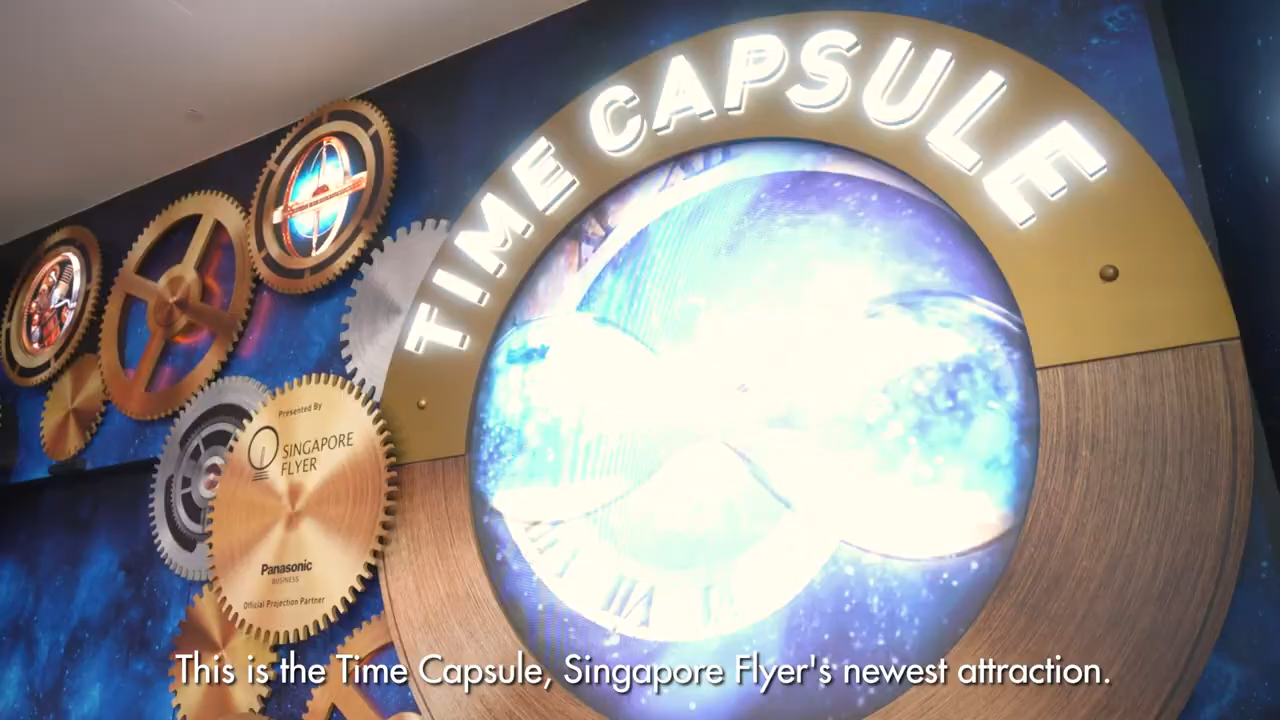 TIME CAPSULE
Presented By
SINGAPORE
FLYER
Panasonic
BUSINESS
Official Projection Partner
VII
This is the Time Capsule, Singapore Flyer's newest attraction.